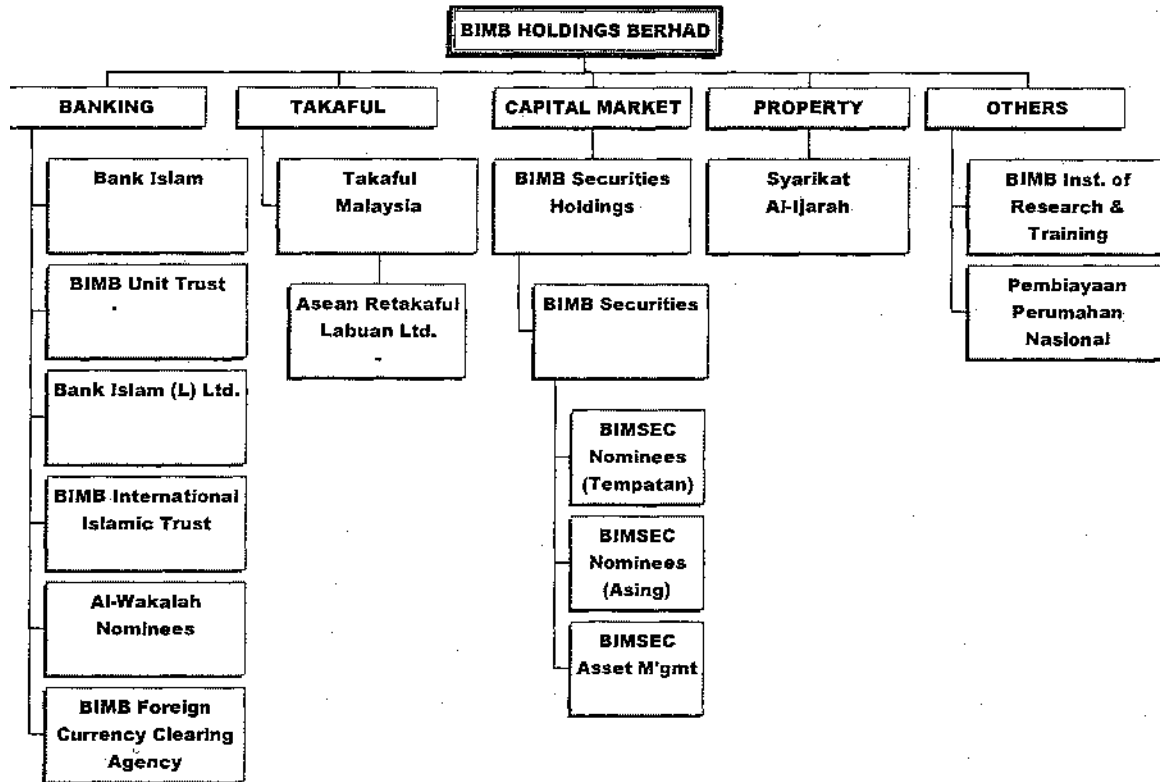 BIMB HOLDINGS BERHAD
BANKING
TAKAFUL
CAPITAL MARKET
PROPERTY
OTHERS
Bank Islam
BIMB Unit Trust
Bank Islam (L) Ltd.
BIMB International
Islamic Trust
Al-Wakalah
Nominees
BIMB Foreign
Currency Clearing
Agency
Takaful
Malaysia
Asean Retakaful
Labuan Ltd.
BIMB Securities
Holdings
BIMB Securities
BIMSEC
Nominees
(Tempatan)
BIMSEC
Nominees
(Asing)
BIMSEC
Asset M'gmt
Syarikat
Al-Ijarah
BIMB Inst. of
Research &
Training
Pembiayaan
Perumahan
Nasional